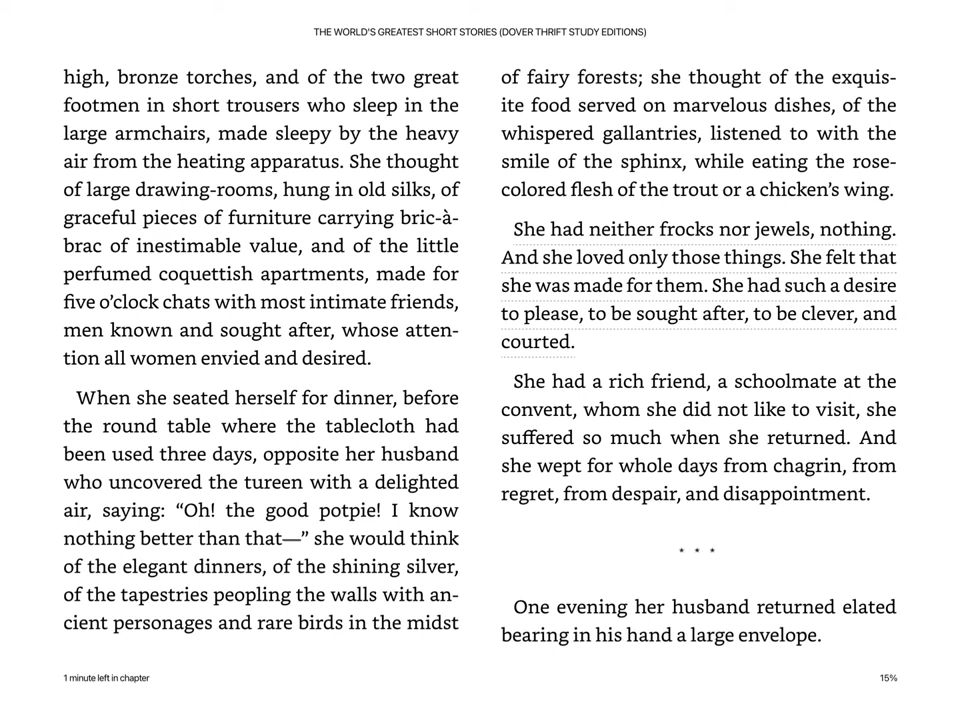 THE WORLD'S GREATEST SHORT STORIES (DOVER THRIFT STUDY EDITIONS)
high, bronze torches, and of the two great
footmen in short trousers who sleep in the
large armchairs, made sleepy by the heavy
air from the heating apparatus. She thought
of large drawing-rooms, hung in old silks, of
graceful pieces of furniture carrying bric-à-
brac of inestimable value, and of the little
perfumed coquettish apartments, made for
five o’clock chats with most intimate friends,
men known and sought after, whose atten-
tion all women envied and desired.
When she seated herself for dinner, before
the round table where the tablecloth had
been used three days, opposite her husband
who uncovered the tureen with a delighted
air, saying: “Oh! the good potpie! I know
nothing better than that—” she would think
of the elegant dinners, of the shining silver,
of the tapestries peopling the walls with an-
cient personages and rare birds in the midst
of fairy forests; she thought of the exquis-
ite food served on marvelous dishes, of the
whispered gallantries, listened to with the
smile of the sphinx, while eating the rose-
colored flesh of the trout or a chicken’s wing.
She had neither frocks nor jewels, nothing.
And she loved only those things. She felt that
she was made for them. She had such a desire
to please, to be sought after, to be clever, and
courted.
She had a rich friend, a schoolmate at the
convent, whom she did not like to visit, she
suffered so much when she returned. And
she wept for whole days from chagrin, from
regret, from despair, and disappointment.
* * *
One evening her husband returned elated
bearing in his hand a large envelope.
1 minute left in chapter
15%